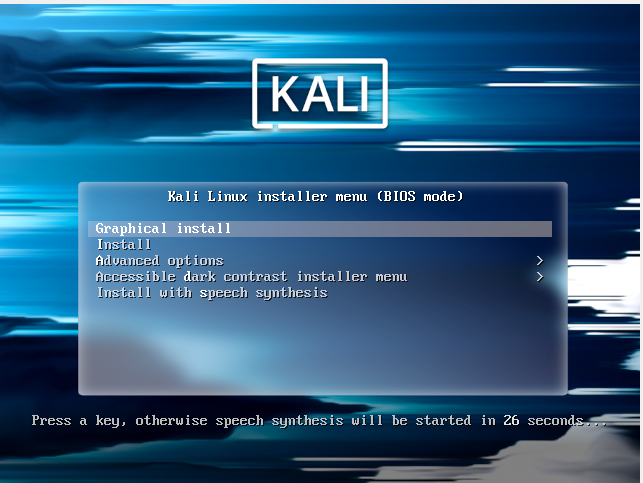 KALI
Kali Linux installer menu (BIOS mode)
Graphical install
Install
Advanced options >
Accessible dark contrast installer menu >
Install with speech synthesis
Press a key, otherwise speech synthesis will be started in 26 seconds...